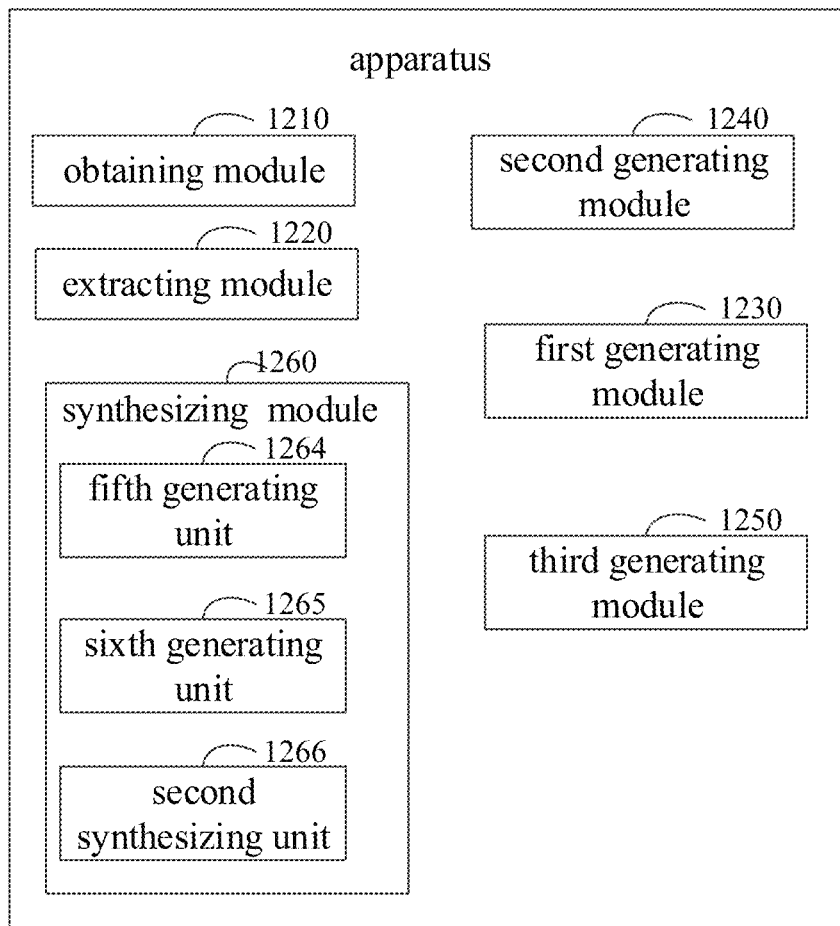 apparatus
1210
obtaining module
1220
extracting module
1260
synthesizing module
1264
fifth generating
unit
1265
sixth generating
unit
1266
second
synthesizing unit
1240
second generating
module
1230
first generating
module
1250
third generating
module